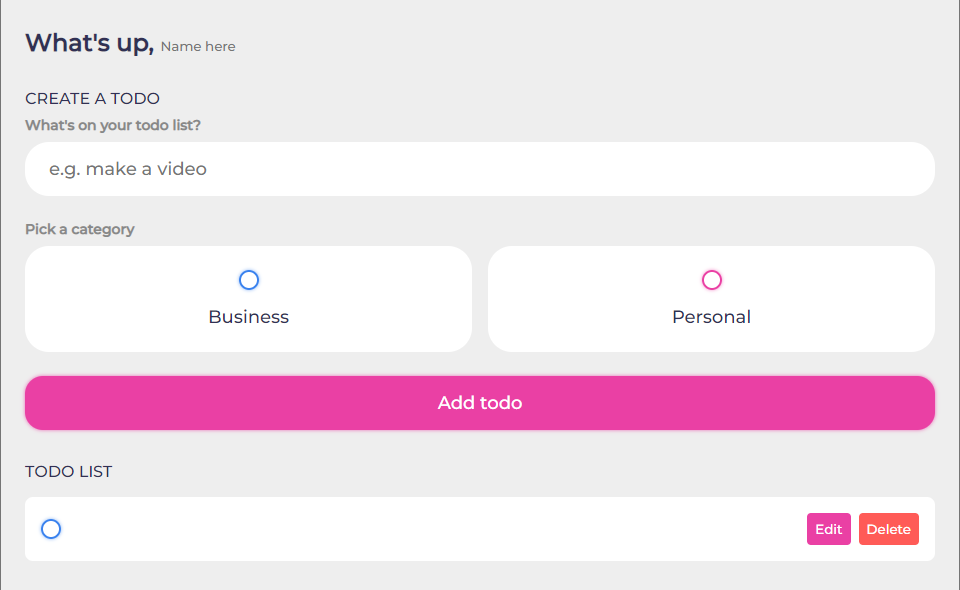 What's up, Name here
CREATE A TODO
What's on your todo list?
e.g. make a video
Pick a category
Business
Personal
Add todo
TODO LIST
Edit
Delete